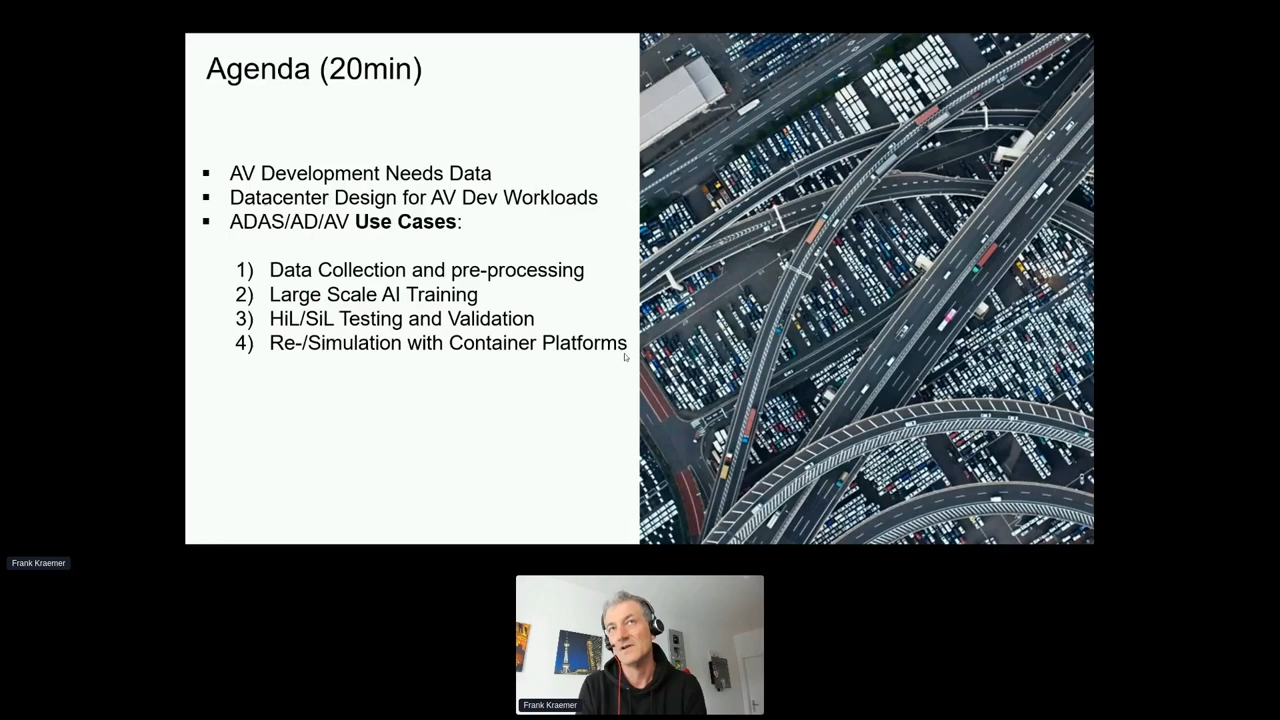 Agenda (20min)
▪ AV Development Needs Data
▪ Datacenter Design for AV Dev Workloads
▪ ADAS/AD/AV Use Cases:
1) Data Collection and pre-processing
2) Large Scale AI Training
3) HiL/SiL Testing and Validation
4) Re-/Simulation with Container Platforms
Frank Kraemer
Frank Kraemer